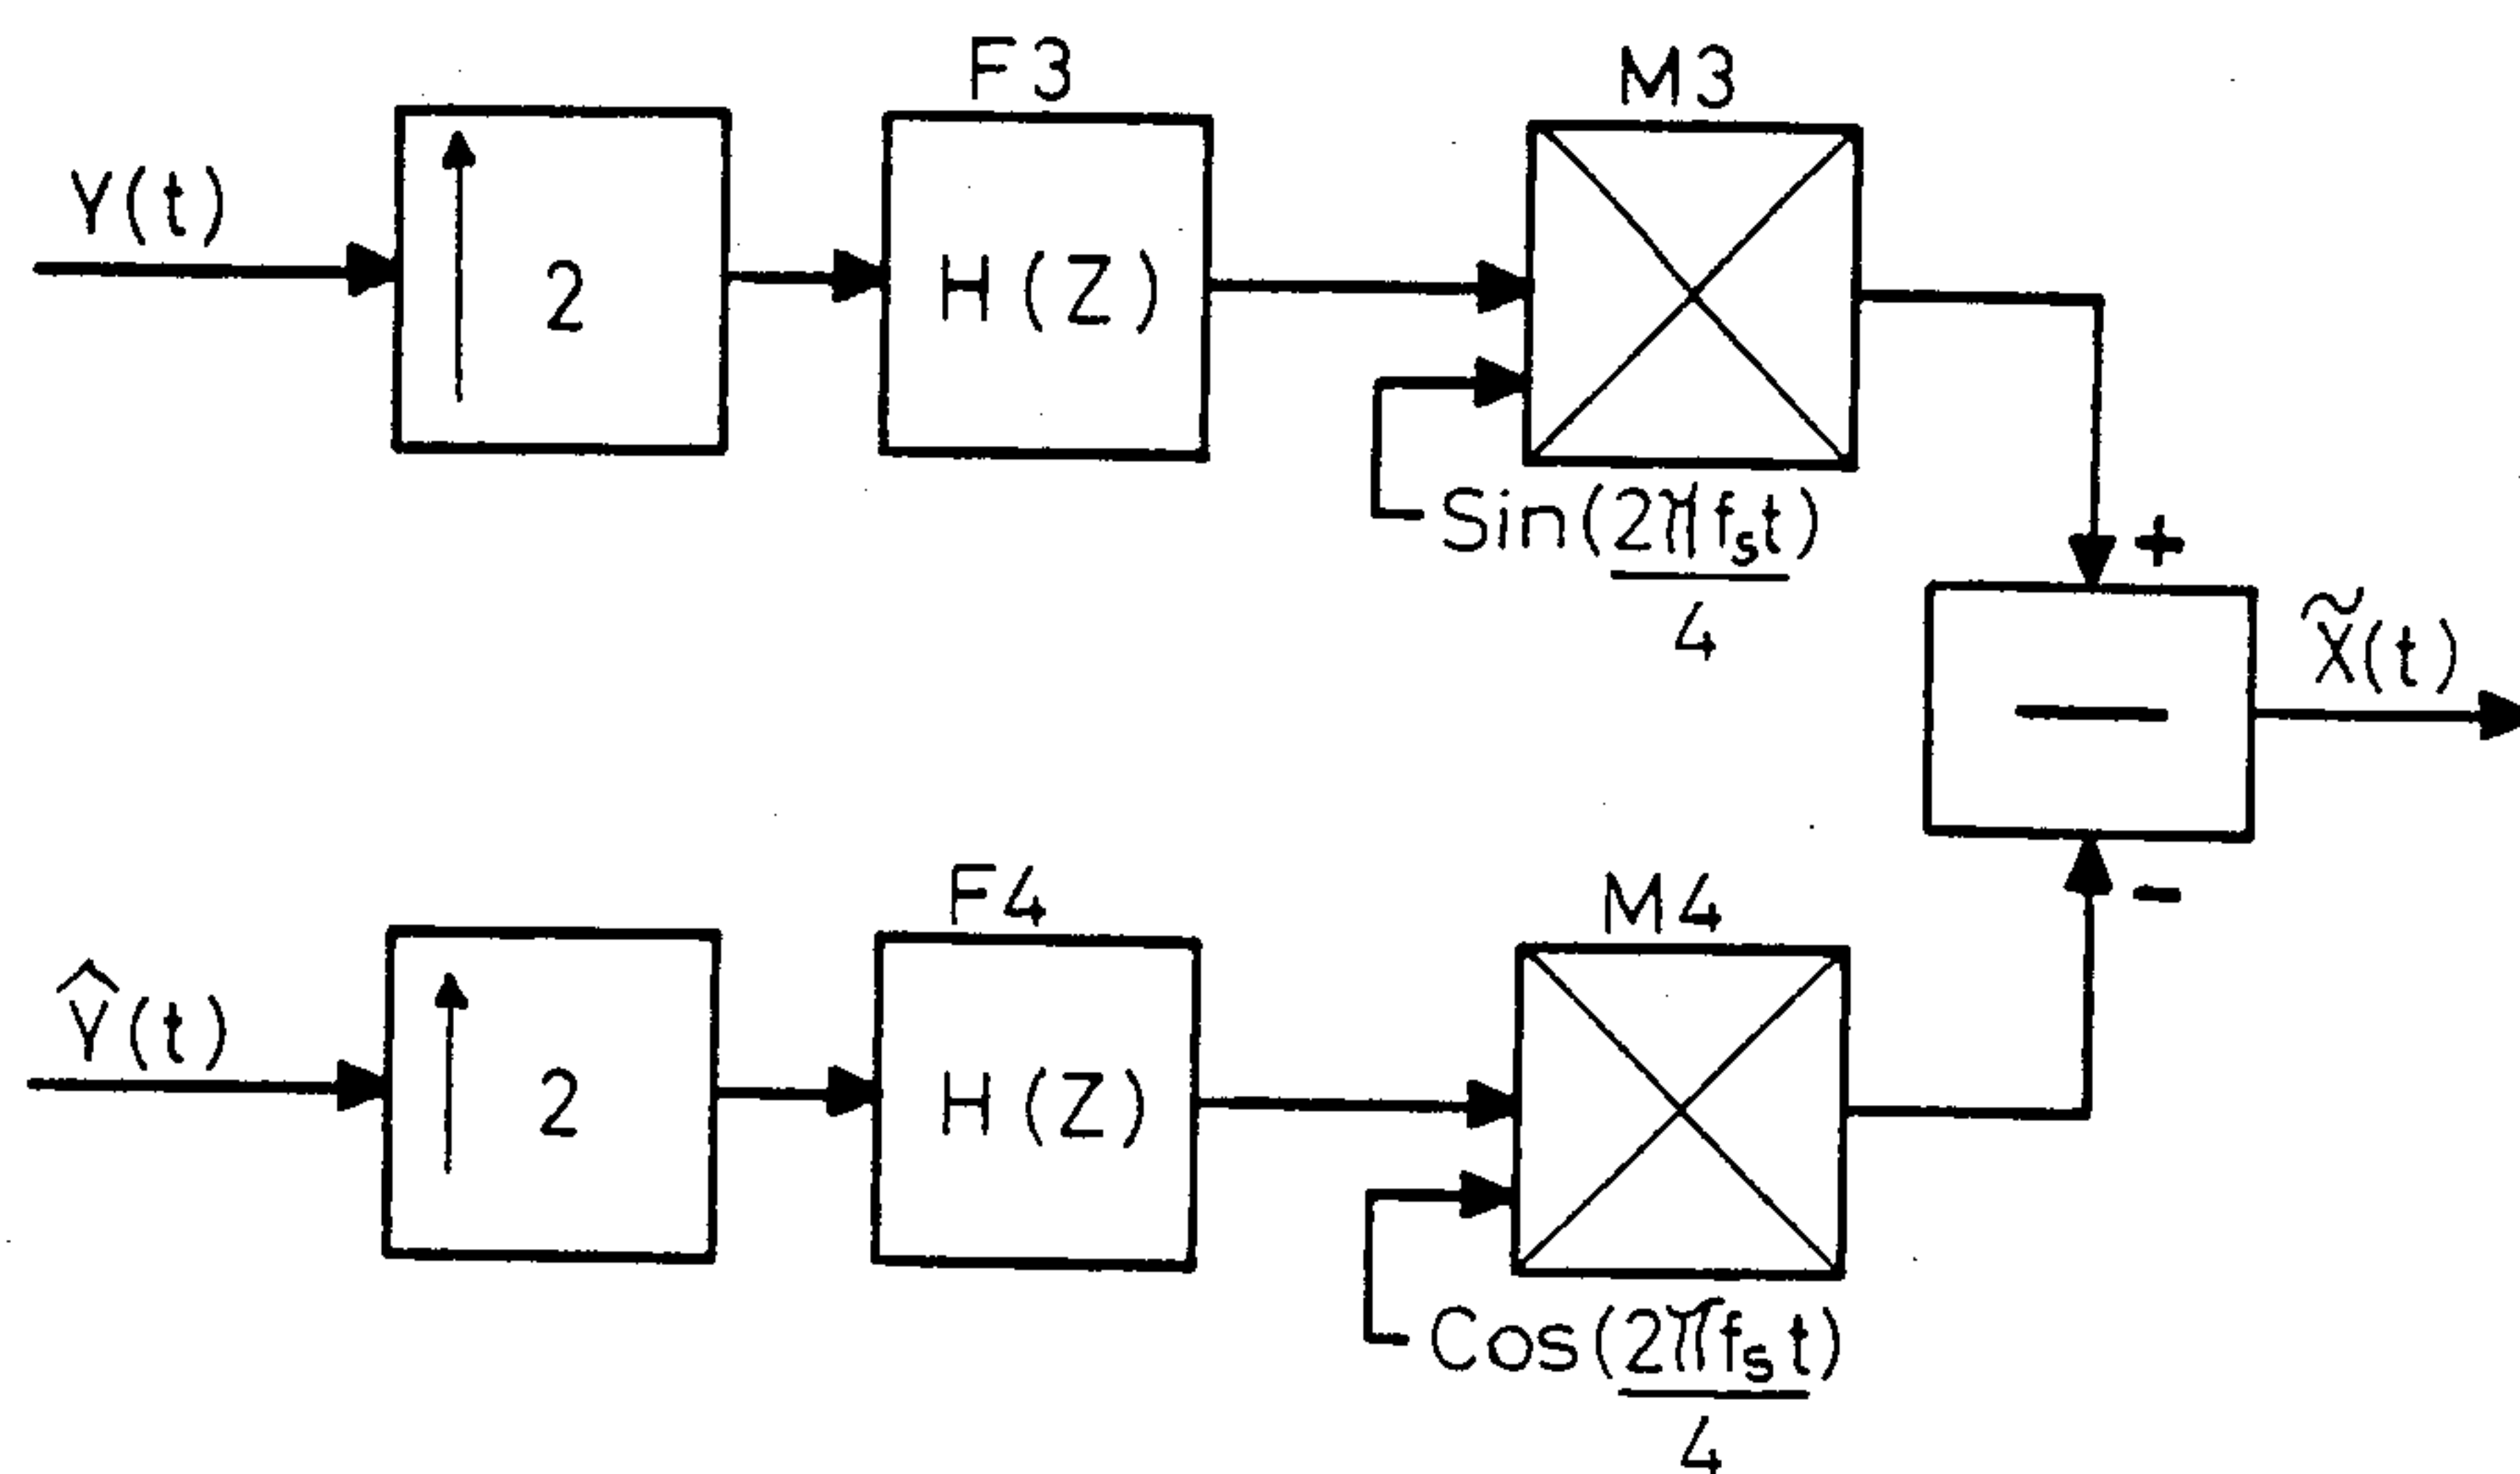 F3
M3
Y(t)
2
H(Z)
Sin(2πfst)
4
+
X̃(t)
—
F4
M4
-
Ŷ(t)
2
H(Z)
Cos(2πfst)
4